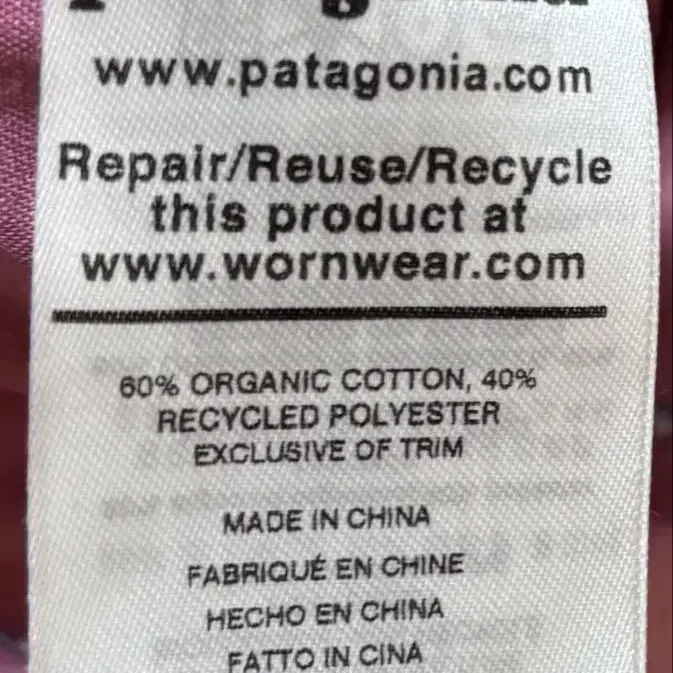 www.patagonia.com
Repair/Reuse/Recycle
this product at
www.wornwear.com
60% ORGANIC COTTON, 40%
RECYCLED POLYESTER
EXCLUSIVE OF TRIM
MADE IN CHINA
FABRIQUÉ EN CHINE
HECHO EN CHINA
FATTO IN CINA